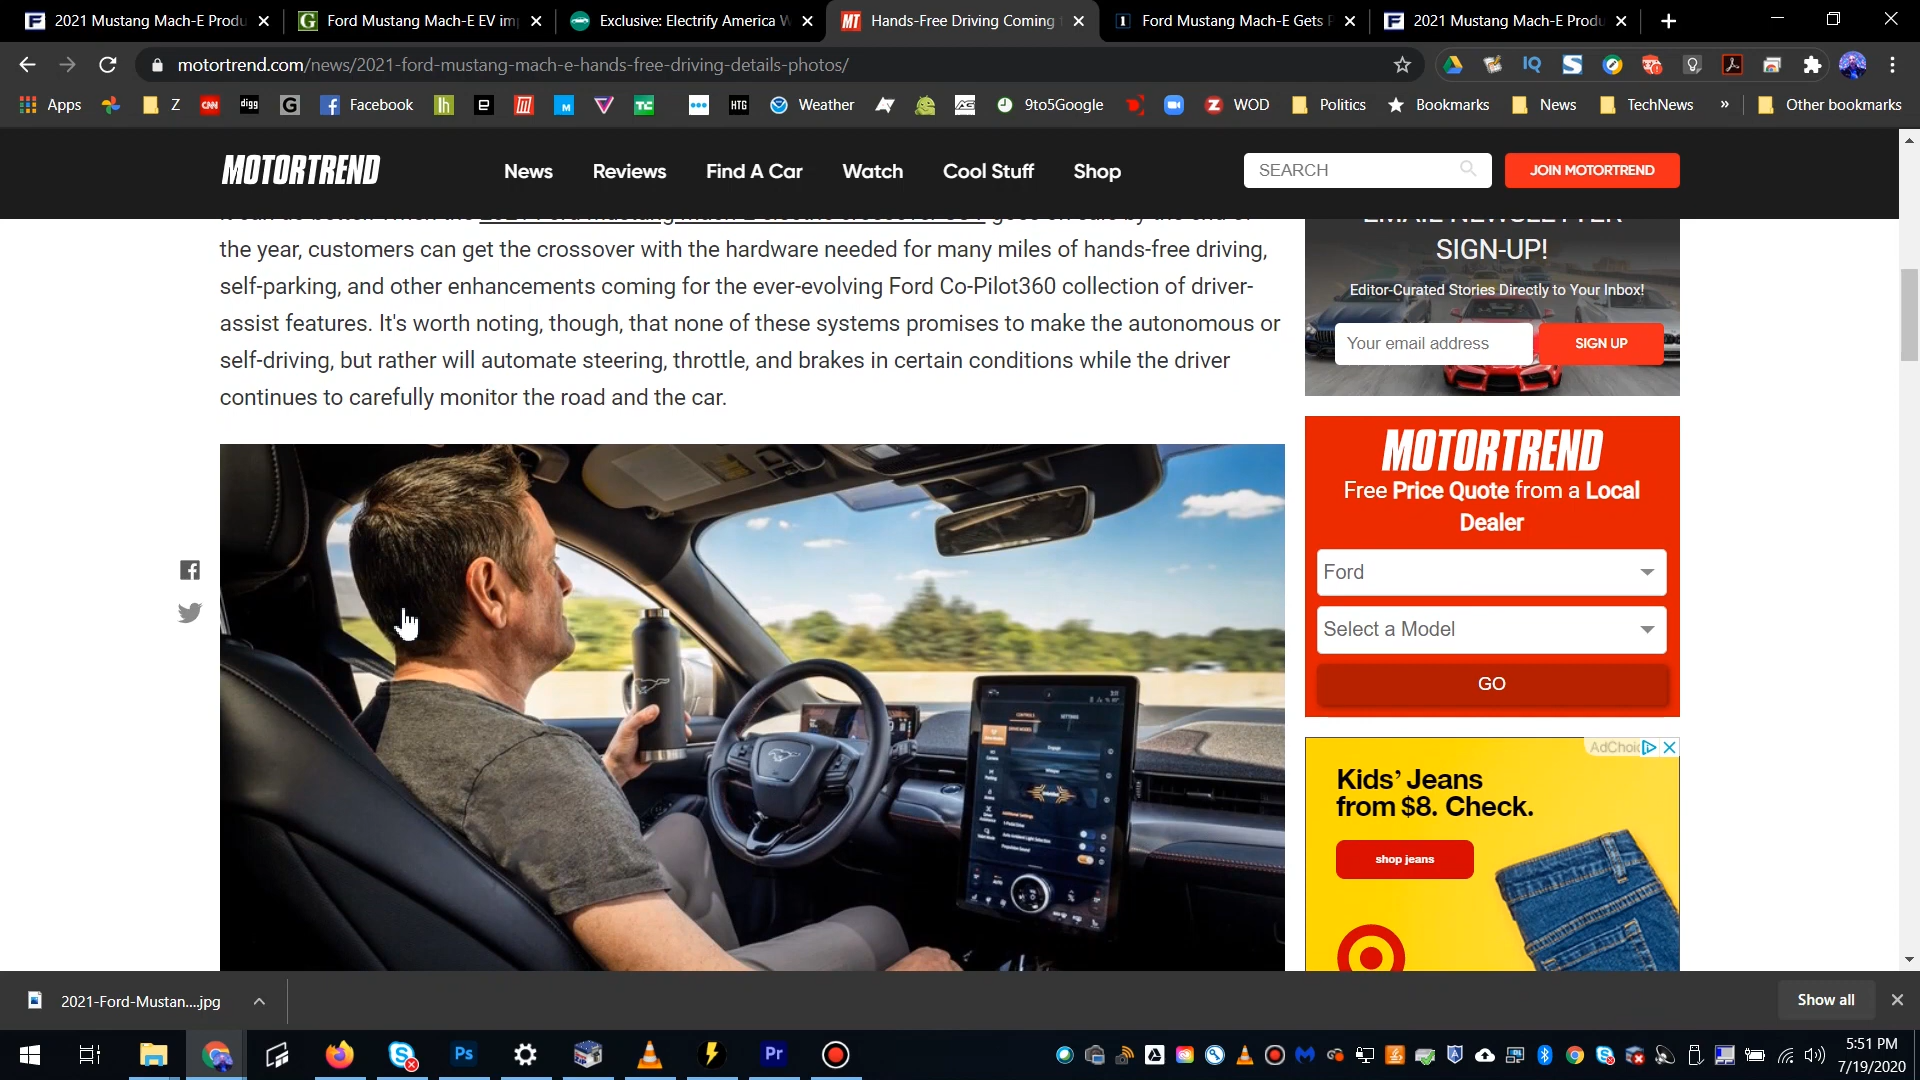 2021 Mustang Mach-E Produ
Ford Mustang Mach-E EV im
Exclusive: Electrify America W
Hands-Free Driving Coming
Ford Mustang Mach-E Gets
2021 Mustang Mach-E Produ
motortrend.com/news/2021-ford-mustang-mach-e-hands-free-driving-details-photos/
Apps
Z
Facebook
Weather
9to5Google
WOD
Politics
Bookmarks
News
TechNews
Other bookmarks
MOTORTREND
News
Reviews
Find A Car
Watch
Cool Stuff
Shop
SEARCH
JOIN MOTORTREND
the year, customers can get the crossover with the hardware needed for many miles of hands-free driving,
self-parking, and other enhancements coming for the ever-evolving Ford Co-Pilot360 collection of driver-
assist features. It's worth noting, though, that none of these systems promises to make the autonomous or
self-driving, but rather will automate steering, throttle, and brakes in certain conditions while the driver
continues to carefully monitor the road and the car.
EMAIL NEWSLETTER
SIGN-UP!
Editor-Curated Stories Directly to Your Inbox!
Your email address
SIGN UP
MOTORTREND
Free Price Quote from a Local
Dealer
Ford
Select a Model
GO
AdChoic
Kids' Jeans
from $8. Check.
shop jeans
2021-Ford-Mustan....jpg
Show all
5:51 PM
7/19/2020